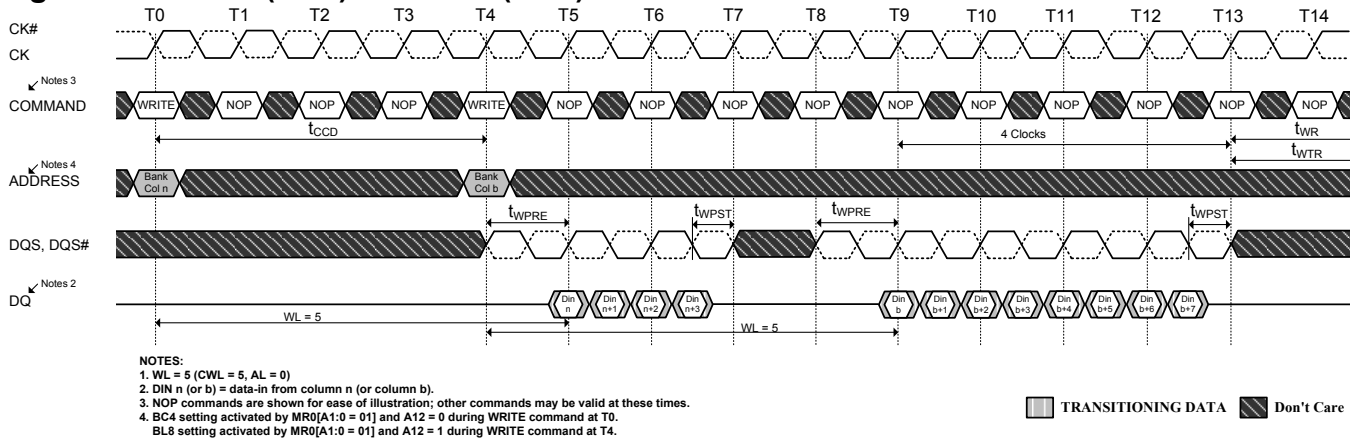 T0 T1 T2 T3 T4 T5 T6 T7 T8 T9 T10 T11 T12 T13 T14
CK#
CK
Notes 3
COMMAND WRITE NOP NOP NOP WRITE NOP NOP NOP NOP NOP NOP NOP NOP NOP NOP
tCCD 4 Clocks tWR
tWTR
Notes 4
ADDRESS Bank Col n Bank Col b
tWPRE tWPST tWPRE tWPST
DQS, DQS#
Notes 2
DQ Din n Din n+1 Din n+2 Din n+3 Din b Din b+1 Din b+2 Din b+3 Din b+4 Din b+5 Din b+6 Din b+7
WL = 5 WL = 5
NOTES:
1. WL = 5 (CWL = 5, AL = 0)
2. DIN n (or b) = data-in from column n (or column b).
3. NOP commands are shown for ease of illustration; other commands may be valid at these times.
4. BC4 setting activated by MR0[A1:0 = 01] and A12 = 0 during WRITE command at T0.
BL8 setting activated by MR0[A1:0 = 01] and A12 = 1 during WRITE command at T4.
TRANSITIONING DATA Don't Care